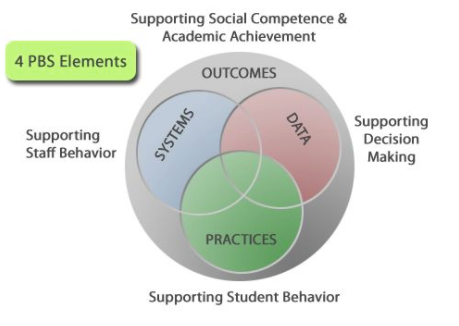 Supporting Social Competence &
Academic Achievement
4 PBS Elements
OUTCOMES
SYSTEMS
DATA
Supporting
Staff Behavior
Supporting
Decision
Making
PRACTICES
Supporting Student Behavior